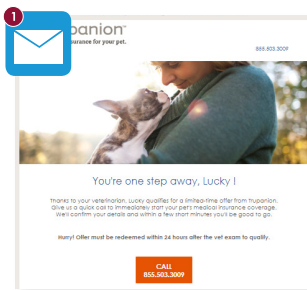 1
panion™
urance for your pet.
855.503.3009
You're one step away, Lucky !
Thanks to your veterinarian, Lucky qualifies for a limited-time offer from Trupanion.
Give us a quick call to immediately start your pet's medical insurance coverage.
We'll confirm your details and within a few short minutes you'll be good to go.
Hurry! Offer must be redeemed within 24 hours after the vet exam to qualify.
CALL
855.503.3009